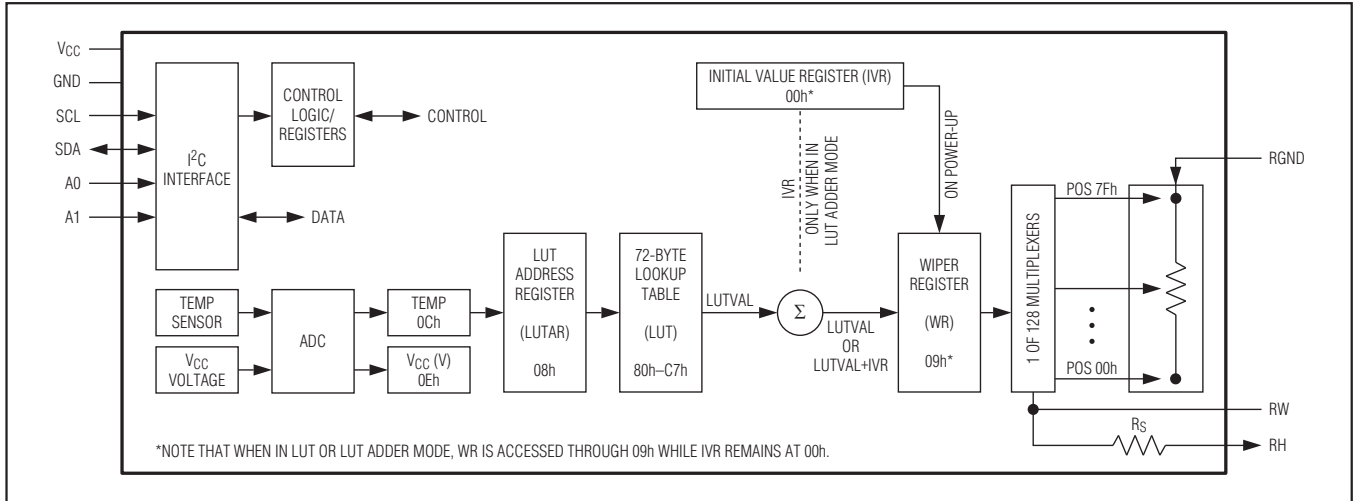 VCC
GND
SCL
SDA
A0
A1
I2C
INTERFACE
CONTROL
LOGIC/
REGISTERS
CONTROL
DATA
TEMP
SENSOR
VCC
VOLTAGE
ADC
TEMP
0Ch
VCC (V)
0Eh
LUT
ADDRESS
REGISTER
(LUTAR)
08h
72-BYTE
LOOKUP
TABLE
(LUT)
80h–C7h
LUTVAL
INITIAL VALUE REGISTER (IVR)
00h*
IVR
ONLY WHEN IN
LUT ADDER MODE
ON POWER-UP
Σ
LUTVAL
OR
LUTVAL+IVR
WIPER
REGISTER
(WR)
09h*
1 OF 128 MULTIPLEXERS
POS 7Fh
POS 00h
RGND
RW
RS
RH
*NOTE THAT WHEN IN LUT OR LUT ADDER MODE, WR IS ACCESSED THROUGH 09h WHILE IVR REMAINS AT 00h.